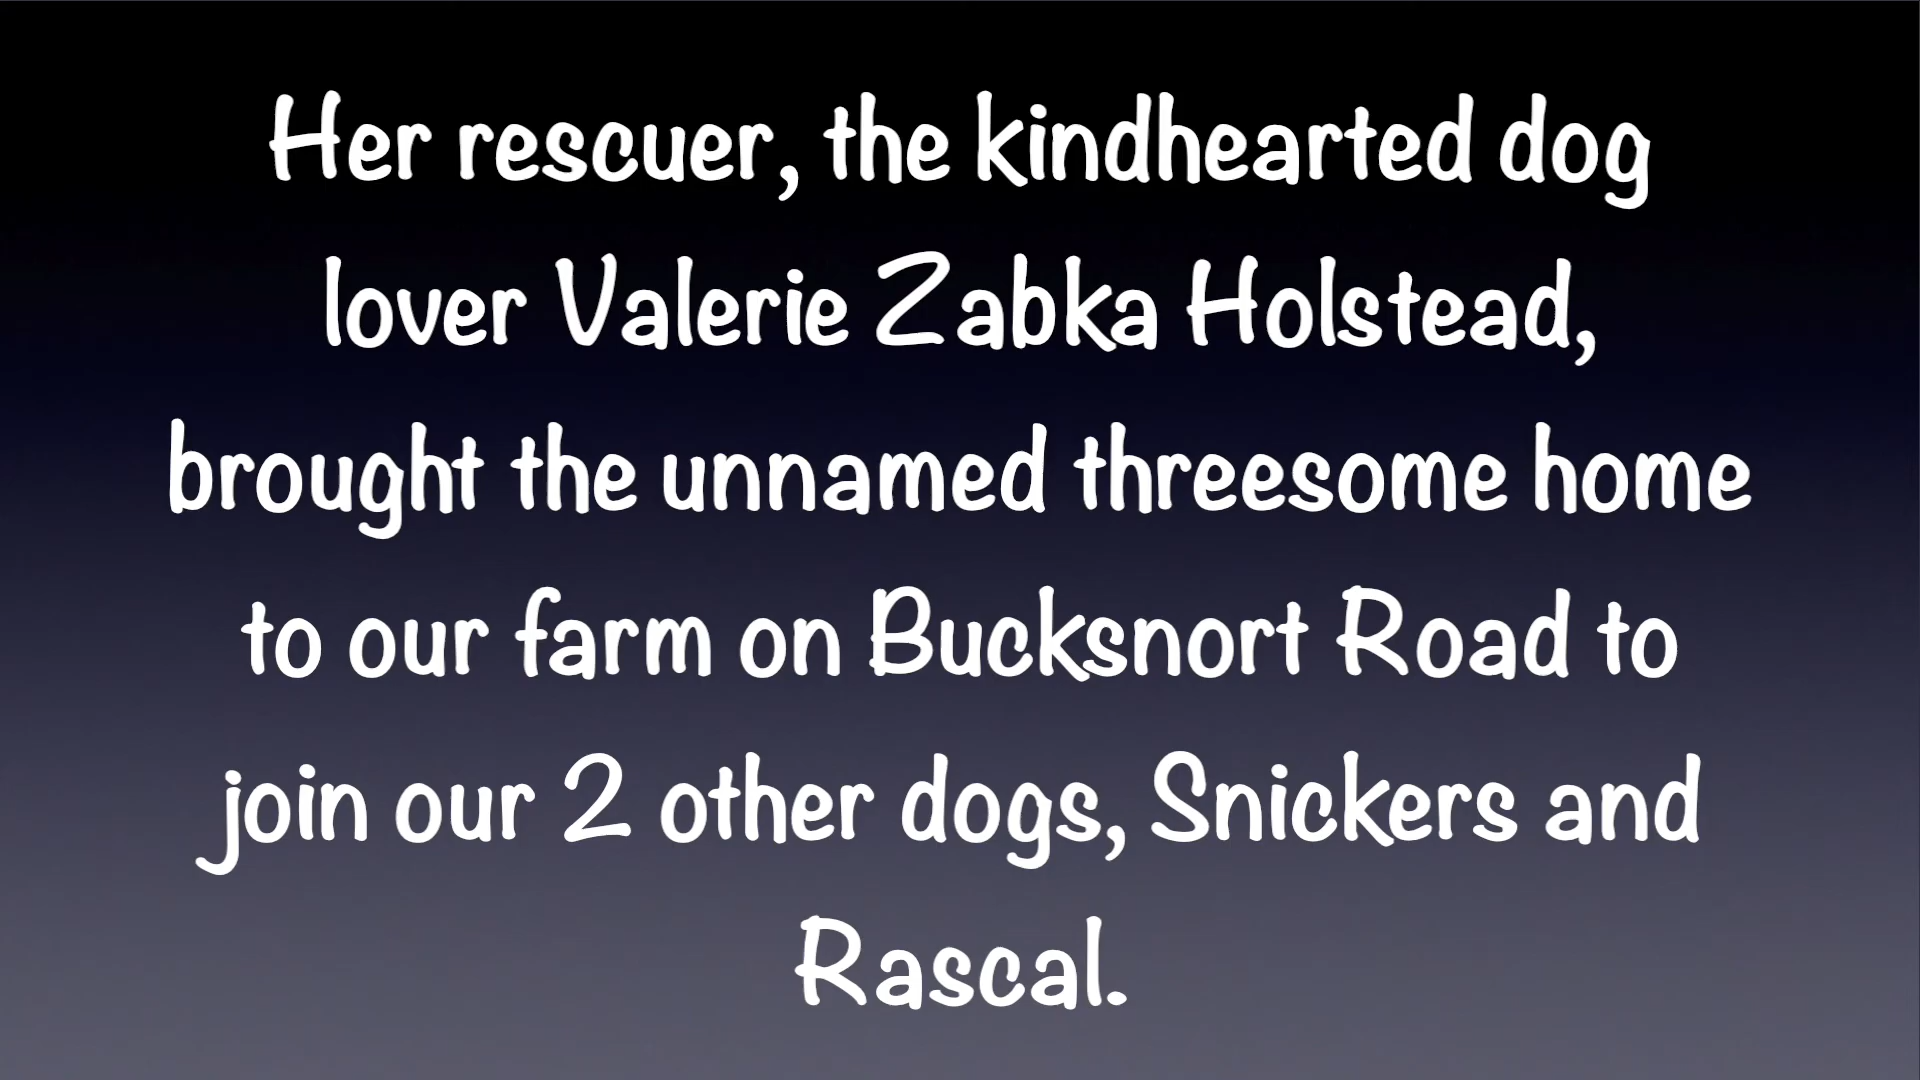 Her rescuer, the kindhearted dog
lover Valerie Zabka Holstead,
brought the unnamed threesome home
to our farm on Bucksnort Road to
join our 2 other dogs, Snickers and
Rascal.